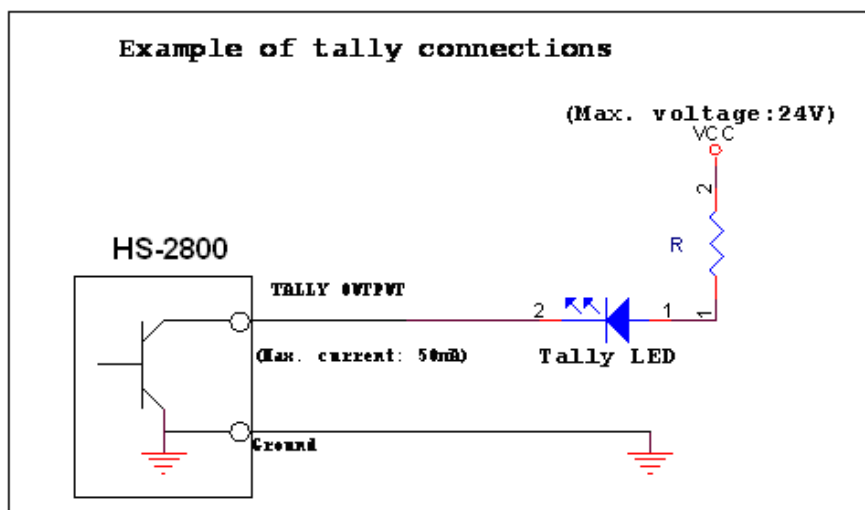 Example of tally connections
(Max. voltage:24V)
VCC
2
R
1
HS-2800
TALLY OUTPUT
2
1
(Max. current: 50mA)
Tally LED
Ground